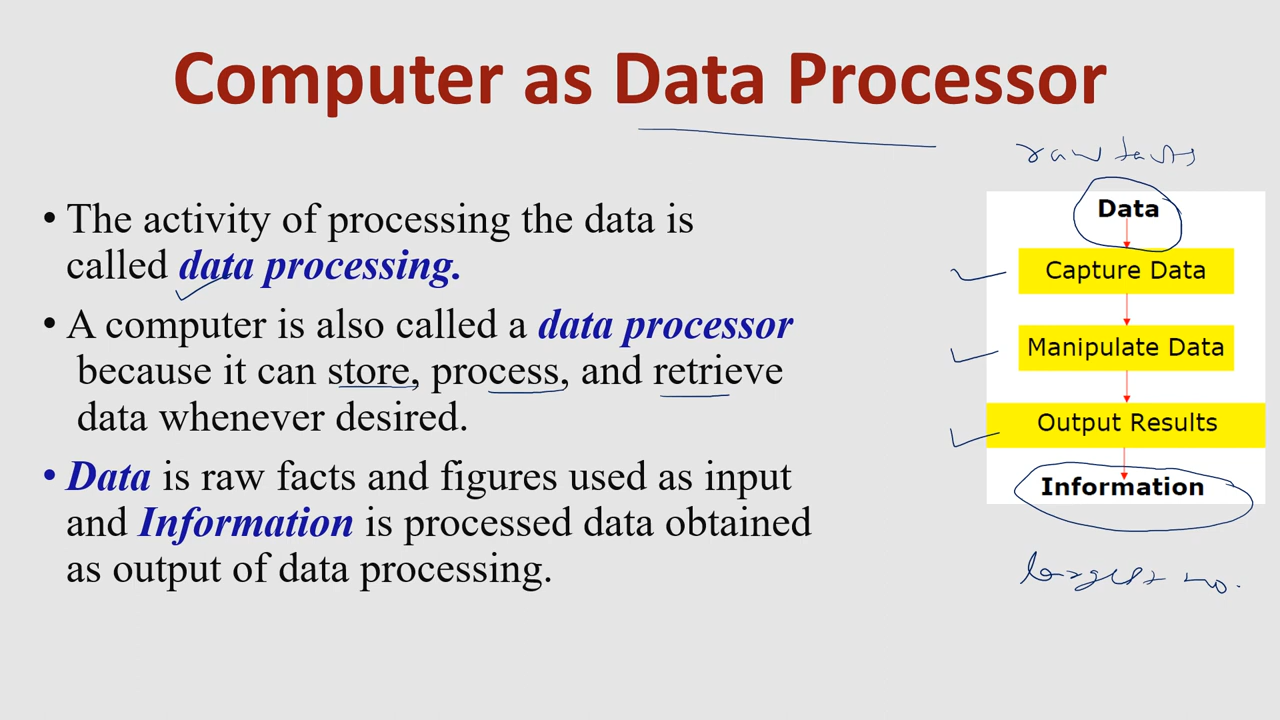 Computer as Data Processor
• The activity of processing the data is
called data processing.
• A computer is also called a data processor
because it can store, process, and retrieve
data whenever desired.
• Data is raw facts and figures used as input
and Information is processed data obtained
as output of data processing.
raw facts
Data
Capture Data
Manipulate Data
Output Results
Information
largest no.